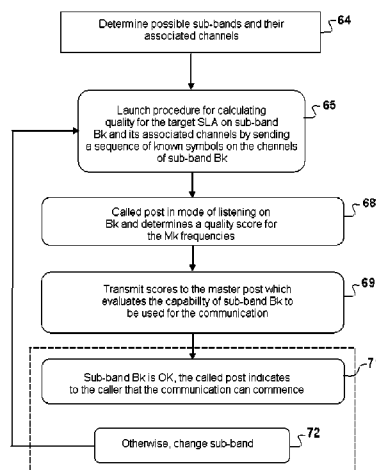 Determine possible sub-bands and their
associated channels
64
Launch procedure for calculating
quality for the target SLA on sub-band
Bk and its associated channels by sending
a sequence of known symbols on the channels
of sub-band Bk
65
Called post in mode of listening on
Bk and determines a quality score for
the Mk frequencies
68
Transmit scores to the master post which
evaluates the capability of sub-band Bk to
be used for the communication
69
Sub-band Bk is OK, the called post indicates
to the caller that the communication can commence
Otherwise, change sub-band
72